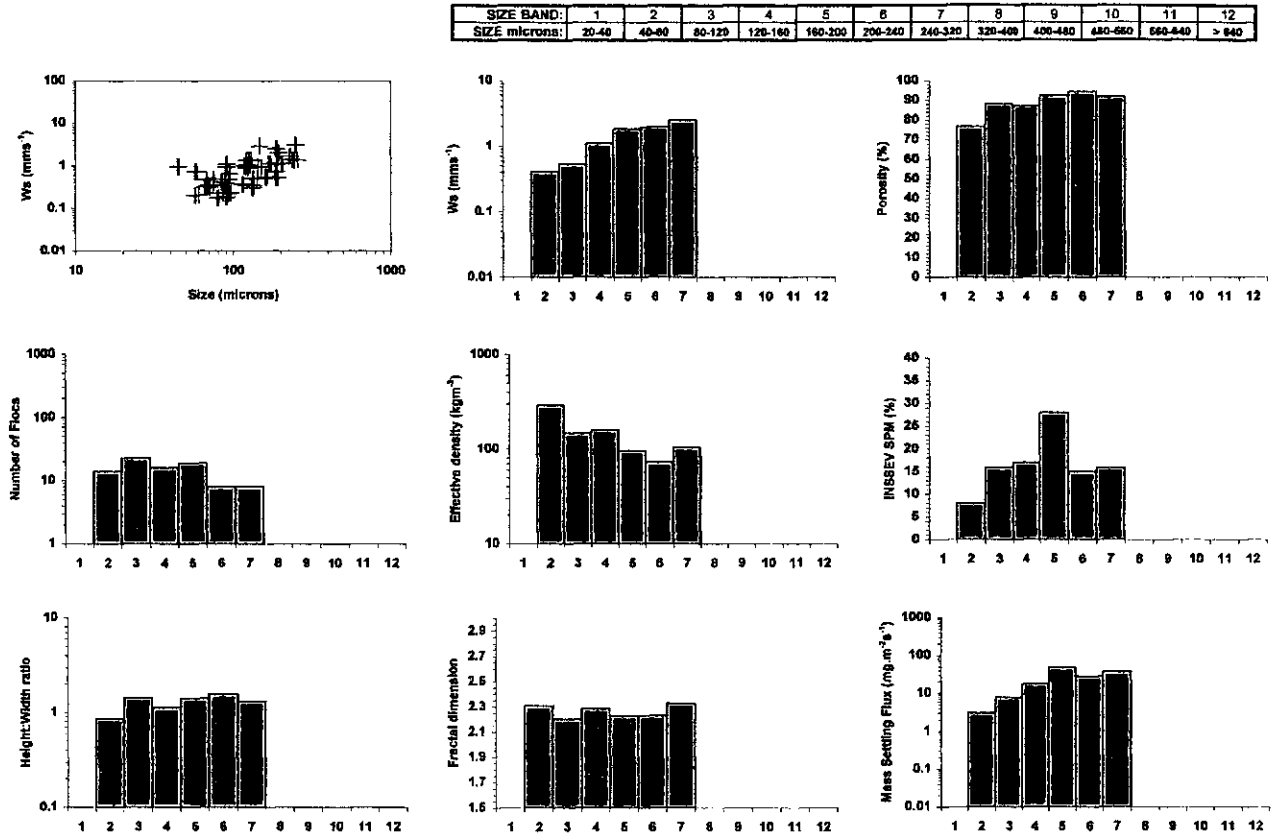 SIZE BAND: 1 2 3 4 5 6 7 8 9 10 11 12
SIZE microns: 20-40 40-80 80-120 120-160 160-200 200-240 240-320 320-400 400-480 480-560 560-640 > 640
Ws (mms⁻¹)
100
10
1
0.1
0.01
10 100 1000
Size (microns)
Ws (mms⁻¹)
10
1
0.1
0.01
1 2 3 4 5 6 7 8 9 10 11 12
Porosity (%)
100
90
80
70
60
50
40
30
20
10
0
1 2 3 4 5 6 7 8 9 10 11 12
Number of Flocs
1000
100
10
1
1 2 3 4 5 6 7 8 9 10 11 12
Effective density (kgm⁻³)
1000
100
10
1 2 3 4 5 6 7 8 9 10 11 12
INSSEV SPM (%)
40
35
30
25
20
15
10
5
0
1 2 3 4 5 6 7 8 9 10 11 12
Height:Width ratio
10
1
0.1
1 2 3 4 5 6 7 8 9 10 11 12
Fractal dimension
2.9
2.7
2.5
2.3
2.1
1.9
1.7
1.5
1 2 3 4 5 6 7 8 9 10 11 12
Mass Settling Flux (mg.m⁻²s⁻¹)
1000
100
10
1
0.1
0.01
1 2 3 4 5 6 7 8 9 10 11 12